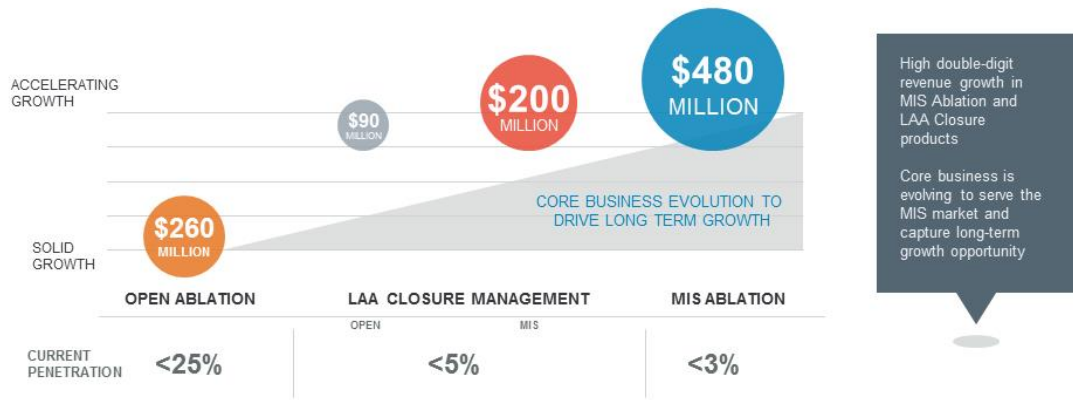 ACCELERATING
GROWTH
SOLID
GROWTH
$260
MILLION
$90
MILLION
$200
MILLION
$480
MILLION
CORE BUSINESS EVOLUTION TO
DRIVE LONG TERM GROWTH
OPEN ABLATION
LAA CLOSURE MANAGEMENT
MIS ABLATION
OPEN
MIS
CURRENT
PENETRATION
<25%
<5%
<3%
High double-digit
revenue growth in
MIS Ablation and
LAA Closure
products
Core business is
evolving to serve the
MIS market and
capture long-term
growth opportunity